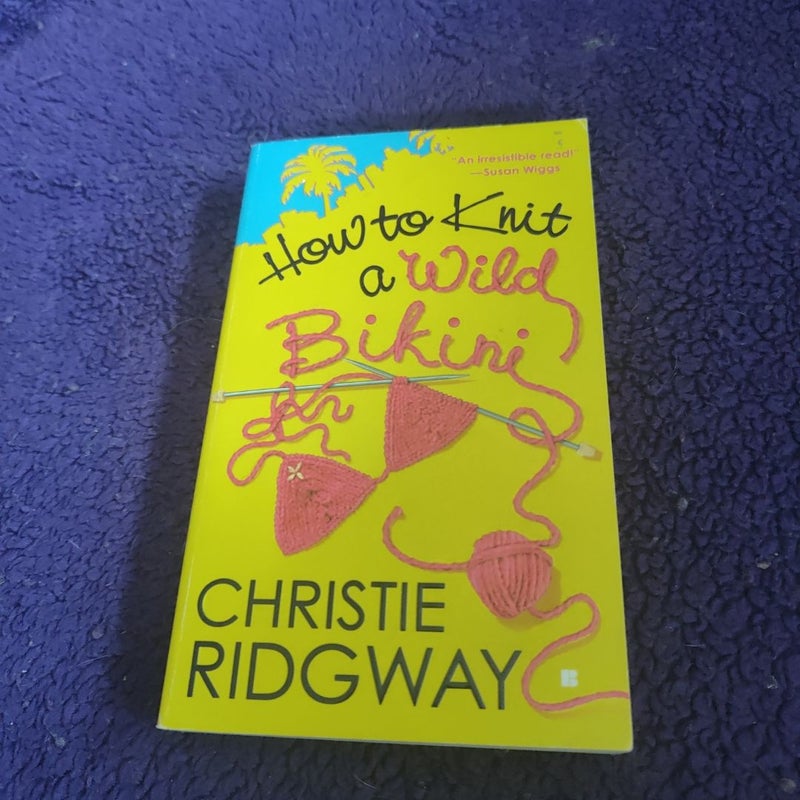 "An irresistible read!"
—Susan Wiggs
How to Knit
a Wild
Bikini
CHRISTIE
RIDGWAY
B